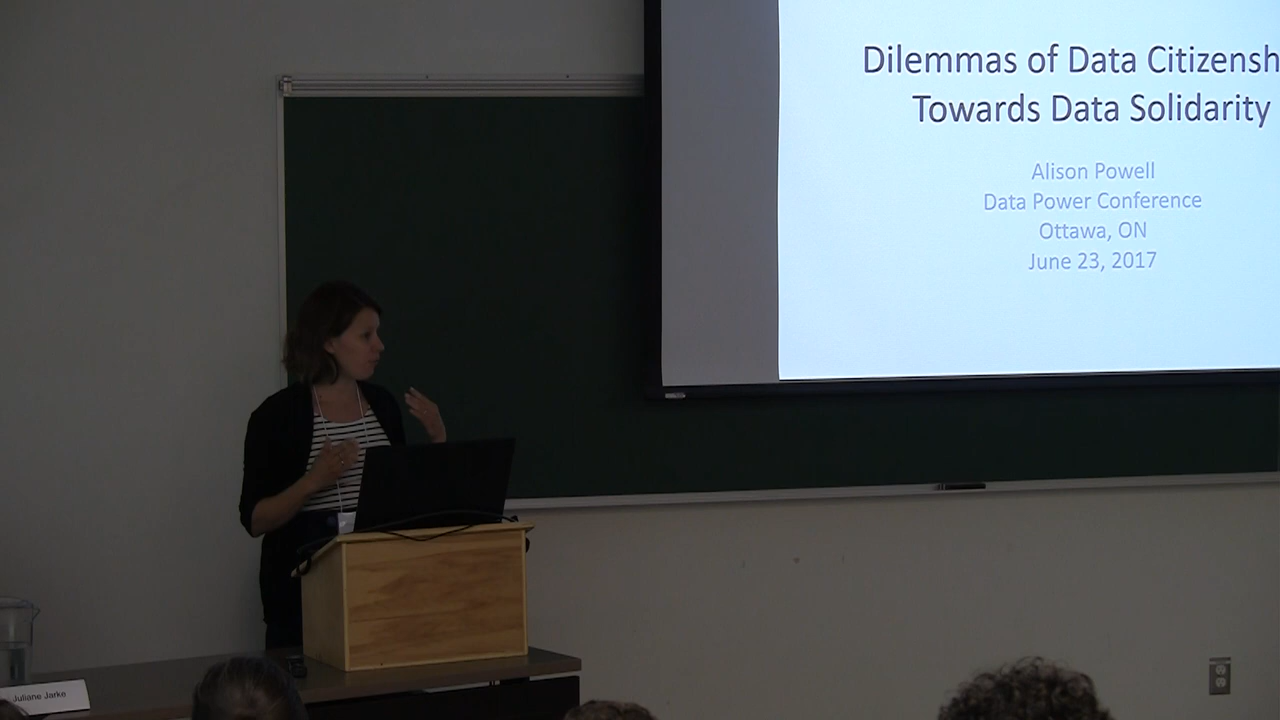 Dilemmas of Data Citizensh
Towards Data Solidarity
Alison Powell
Data Power Conference
Ottawa, ON
June 23, 2017
Juliane Jarke